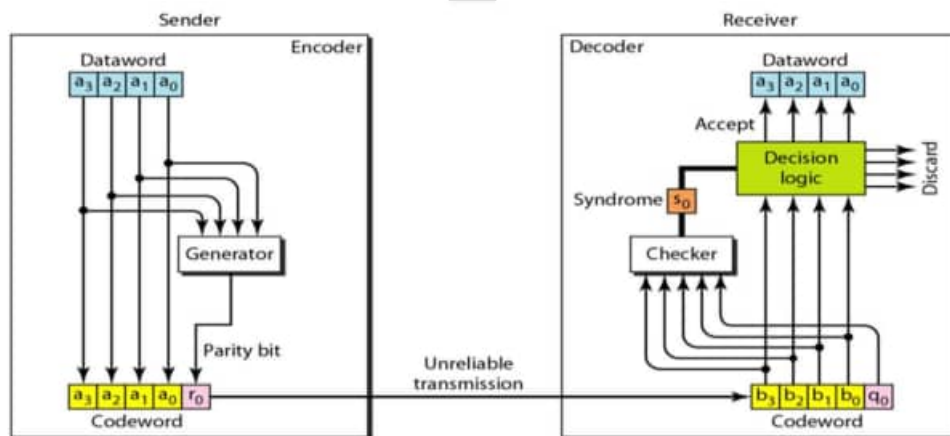 Sender
Encoder
Dataword
a₃ a₂ a₁ a₀
Generator
Parity bit
a₃ a₂ a₁ a₀ r₀
Codeword
Unreliable
transmission
Receiver
Decoder
Dataword
a₃ a₂ a₁ a₀
Accept
Decision
logic
Discard
Syndrome s₀
Checker
b₃ b₂ b₁ b₀ q₀
Codeword